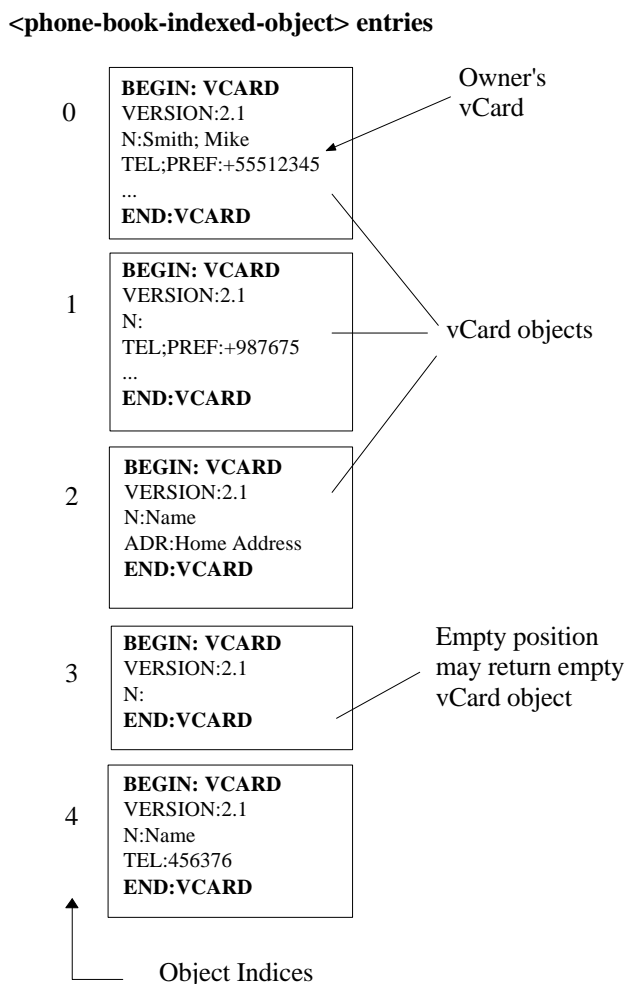 <phone-book-indexed-object> entries
0
BEGIN: VCARD
VERSION:2.1
N:Smith; Mike
TEL;PREF:+55512345
...
END:VCARD
Owner's
vCard
1
BEGIN: VCARD
VERSION:2.1
N:
TEL;PREF:+987675
...
END:VCARD
vCard objects
2
BEGIN: VCARD
VERSION:2.1
N:Name
ADR:Home Address
END:VCARD
3
BEGIN: VCARD
VERSION:2.1
N:
END:VCARD
Empty position
may return empty
vCard object
4
BEGIN: VCARD
VERSION:2.1
N:Name
TEL:456376
END:VCARD
Object Indices